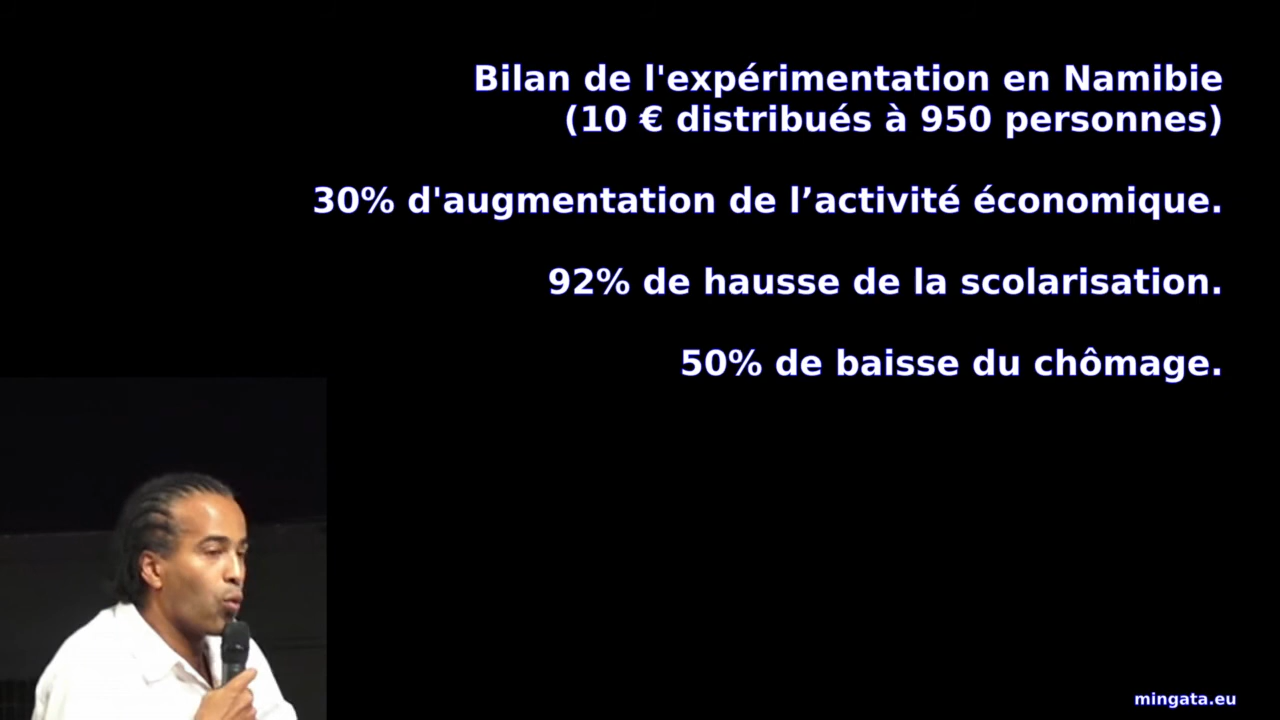 Bilan de l'expérimentation en Namibie
(10 € distribués à 950 personnes)
30% d'augmentation de l’activité économique.
92% de hausse de la scolarisation.
50% de baisse du chômage.
mingata.eu